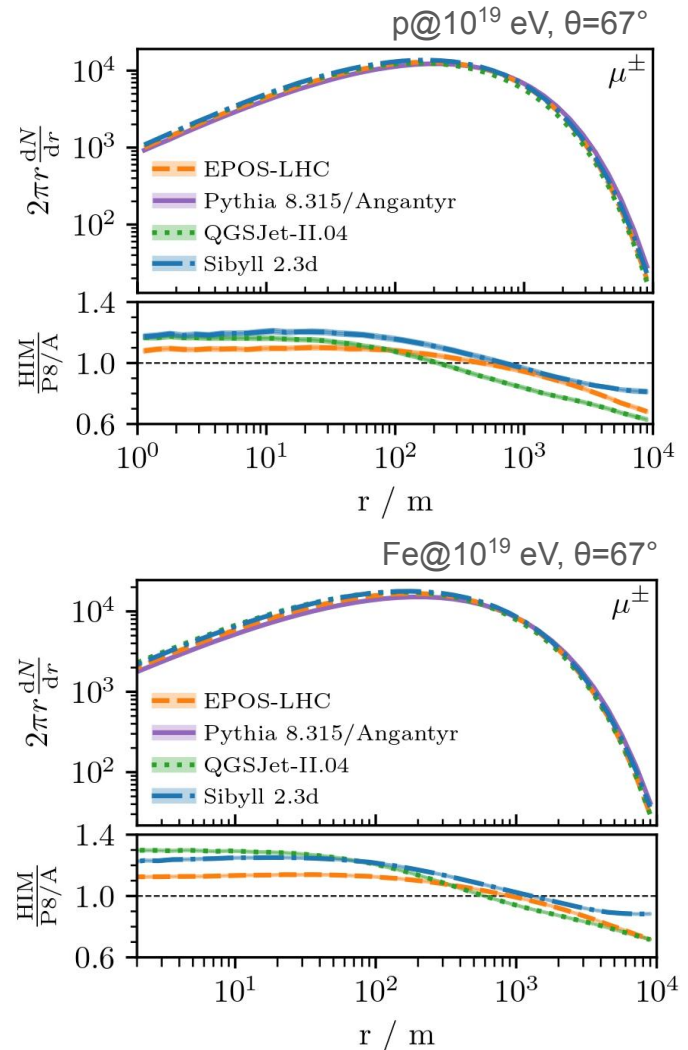 p@10¹⁹ eV, θ=67°
10⁴
10³
10²
2πr dN/dr
μ±
EPOS-LHC
Pythia 8.315/Angantyr
QGSJet-II.04
Sibyll 2.3d
1.4
1.0
0.6
HIM/P8/A
10⁰ 10¹ 10² 10³ 10⁴
r / m
Fe@10¹⁹ eV, θ=67°
10⁴
10³
10²
2πr dN/dr
μ±
EPOS-LHC
Pythia 8.315/Angantyr
QGSJet-II.04
Sibyll 2.3d
1.4
1.0
0.6
HIM/P8/A
10¹ 10² 10³ 10⁴
r / m